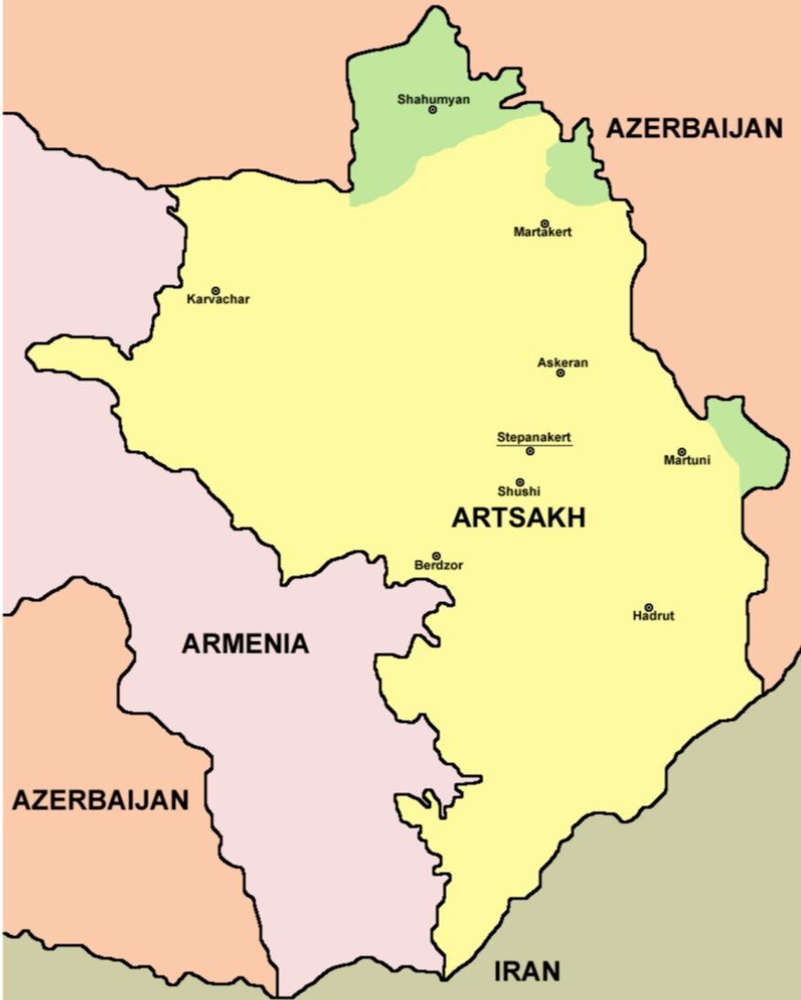 Shahumyan
AZERBAIJAN
Martakert
Karvachar
Askeran
Stepanakert
Martuni
Shushi
ARTSAKH
Berdzor
Hadrut
ARMENIA
AZERBAIJAN
IRAN